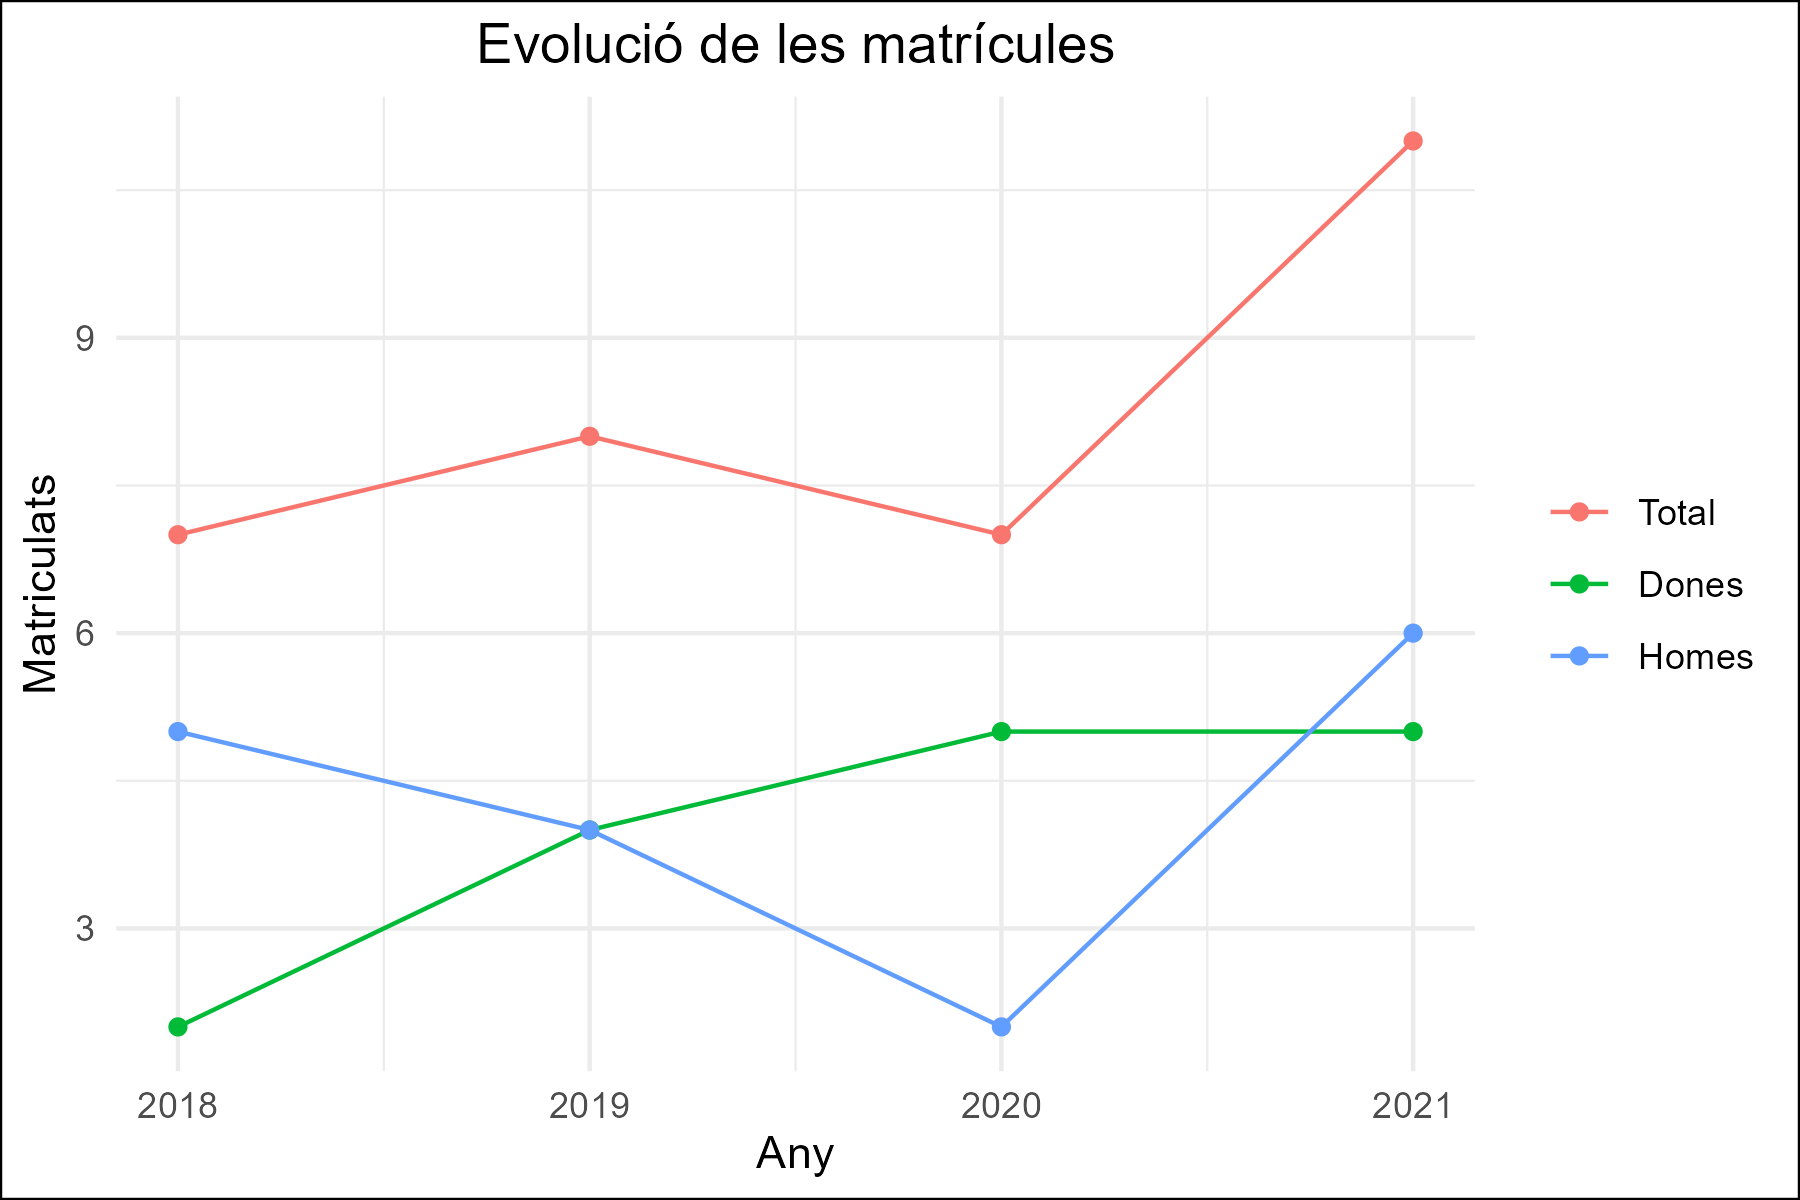 Evolució de les matrícules
Matriculats
9
6
3
2018 2019 2020 2021
Any
Total
Dones
Homes